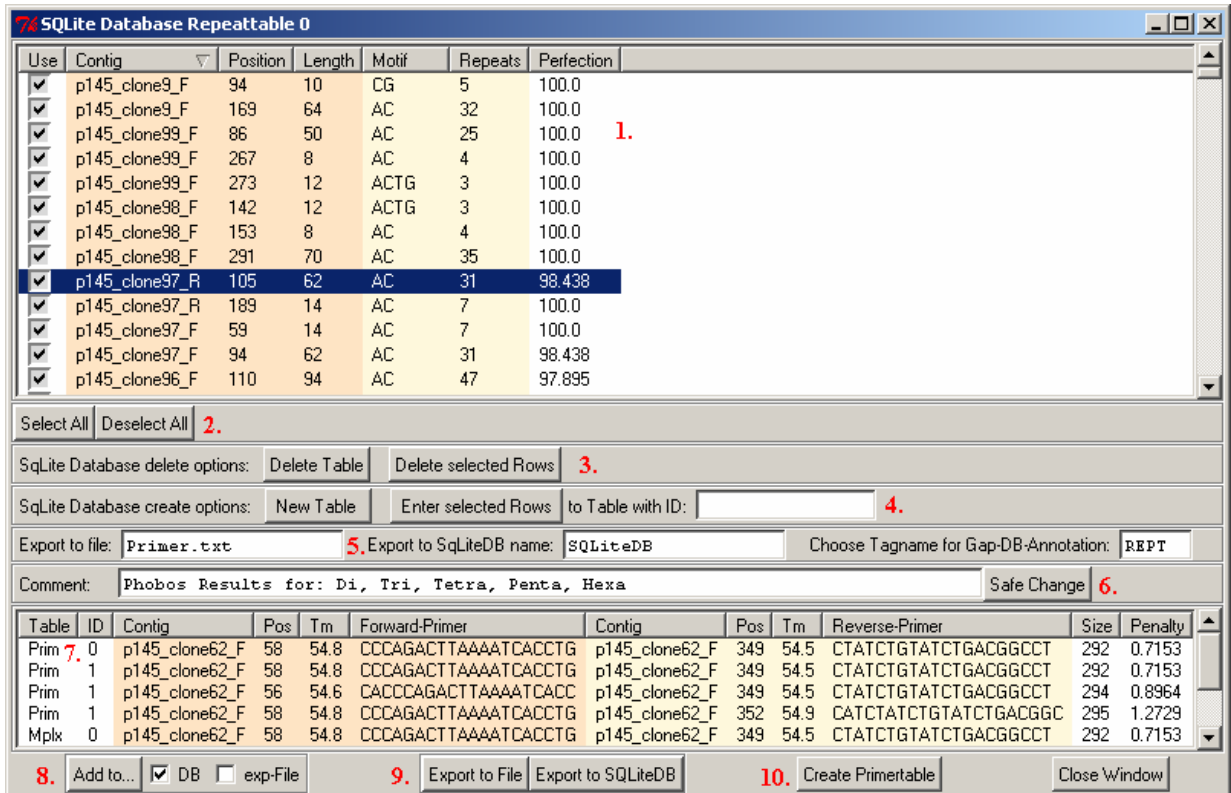 SQLite Database Repeattable 0
Use Contig Position Length Motif Repeats Perfection
p145_clone9_F 94 10 CG 5 100.0
p145_clone9_F 169 64 AC 32 100.0
p145_clone99_F 86 50 AC 25 100.0 1.
p145_clone99_F 267 8 AC 4 100.0
p145_clone99_F 273 12 ACTG 3 100.0
p145_clone98_F 142 12 ACTG 3 100.0
p145_clone98_F 153 8 AC 4 100.0
p145_clone98_F 291 70 AC 35 100.0
p145_clone97_R 105 62 AC 31 98.438
p145_clone97_R 189 14 AC 7 100.0
p145_clone97_F 59 14 AC 7 100.0
p145_clone97_F 94 62 AC 31 98.438
p145_clone96_F 110 94 AC 47 97.895
Select All Deselect All 2.
SqLite Database delete options: Delete Table Delete selected Rows 3.
SqLite Database create options: New Table Enter selected Rows to Table with ID: 4.
Export to file: Primer.txt 5. Export to SqLiteDB name: SQLiteDB Choose Tagname for Gap-DB-Annotation: REPT
Comment: Phobos Results for: Di, Tri, Tetra, Penta, Hexa Safe Change 6.
Table ID Contig Pos Tm Forward-Primer Contig Pos Tm Reverse-Primer Size Penalty
Prim 7. 0 p145_clone62_F 58 54.8 CCCAGACTTAAAATCACCTG p145_clone62_F 349 54.5 CTATCTGTATCTGACGGCCT 292 0.7153
Prim 1 p145_clone62_F 58 54.8 CCCAGACTTAAAATCACCTG p145_clone62_F 349 54.5 CTATCTGTATCTGACGGCCT 292 0.7153
Prim 1 p145_clone62_F 56 54.6 CACCCAGACTTAAAATCACC p145_clone62_F 349 54.5 CTATCTGTATCTGACGGCCT 294 0.8964
Prim 1 p145_clone62_F 58 54.8 CCCAGACTTAAAATCACCTG p145_clone62_F 352 54.9 CATCTATCTGTATCTGACGGC 295 1.2729
Mplx 0 p145_clone62_F 58 54.8 CCCAGACTTAAAATCACCTG p145_clone62_F 349 54.5 CTATCTGTATCTGACGGCCT 292 0.7153
8. Add to... DB exp-File 9. Export to File Export to SQLiteDB 10. Create Primertable Close Window